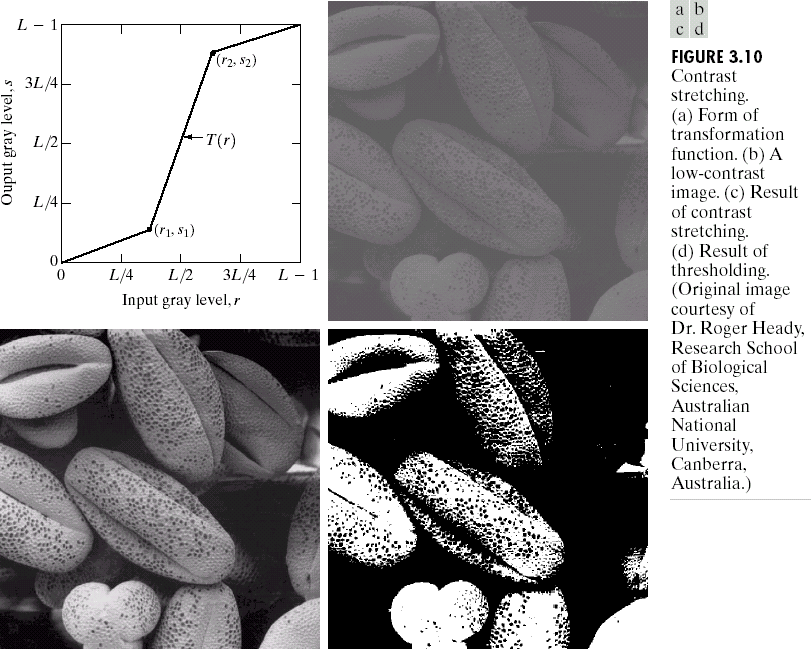 L − 1
3L/4
L/2
L/4
0
Ouput gray level, s
(r2, s2)
T(r)
(r1, s1)
0 L/4 L/2 3L/4 L − 1
Input gray level, r
a b
c d
FIGURE 3.10
Contrast
stretching.
(a) Form of
transformation
function. (b) A
low-contrast
image. (c) Result
of contrast
stretching.
(d) Result of
thresholding.
(Original image
courtesy of
Dr. Roger Heady,
Research School
of Biological
Sciences,
Australian
National
University,
Canberra,
Australia.)